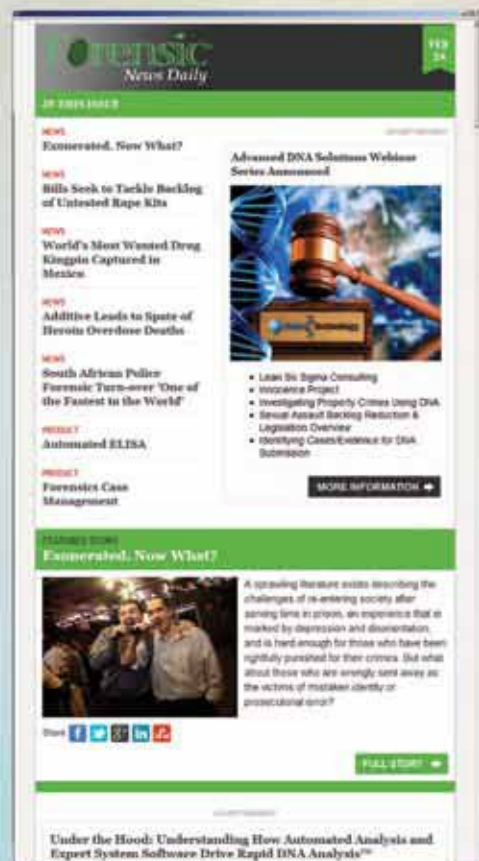 Forensic
News Daily
FEB
24
IN THIS ISSUE
NEWS
Exonerated. Now What?
NEWS
Bills Seek to Tackle Backlog
of Untested Rape Kits
NEWS
World's Most Wanted Drug
Kingpin Captured in
Mexico
NEWS
Additive Leads to Spate of
Heroin Overdose Deaths
NEWS
South African Police
Forensic Turn-over 'One of
the Fastest in the World'
PRODUCT
Automated ELISA
PRODUCT
Forensics Case
Management
ADVERTISEMENT
Advanced DNA Solutions Webinar
Series Announced
• Lean Six Sigma Consulting
• Innocence Project
• Investigating Property Crimes Using DNA
• Sexual Assault Backlog Reduction &
Legislation Overview
• Identifying Cases/Evidence for DNA
Submission
MORE INFORMATION
FEATURED STORY
Exonerated. Now What?
A sprawling literature exists describing the
challenges of re-entering society after
serving time in prison, an experience that is
marked by depression and disorientation,
and is hard enough for those who have been
rightfully punished for their crimes. But what
about those who are wrongly sent away as
the victims of mistaken identity or
prosecutorial error?
Share
FULL STORY
ADVERTISEMENT
Under the Hood: Understanding How Automated Analysis and
Expert System Software Drive Rapid DNA Analysis™